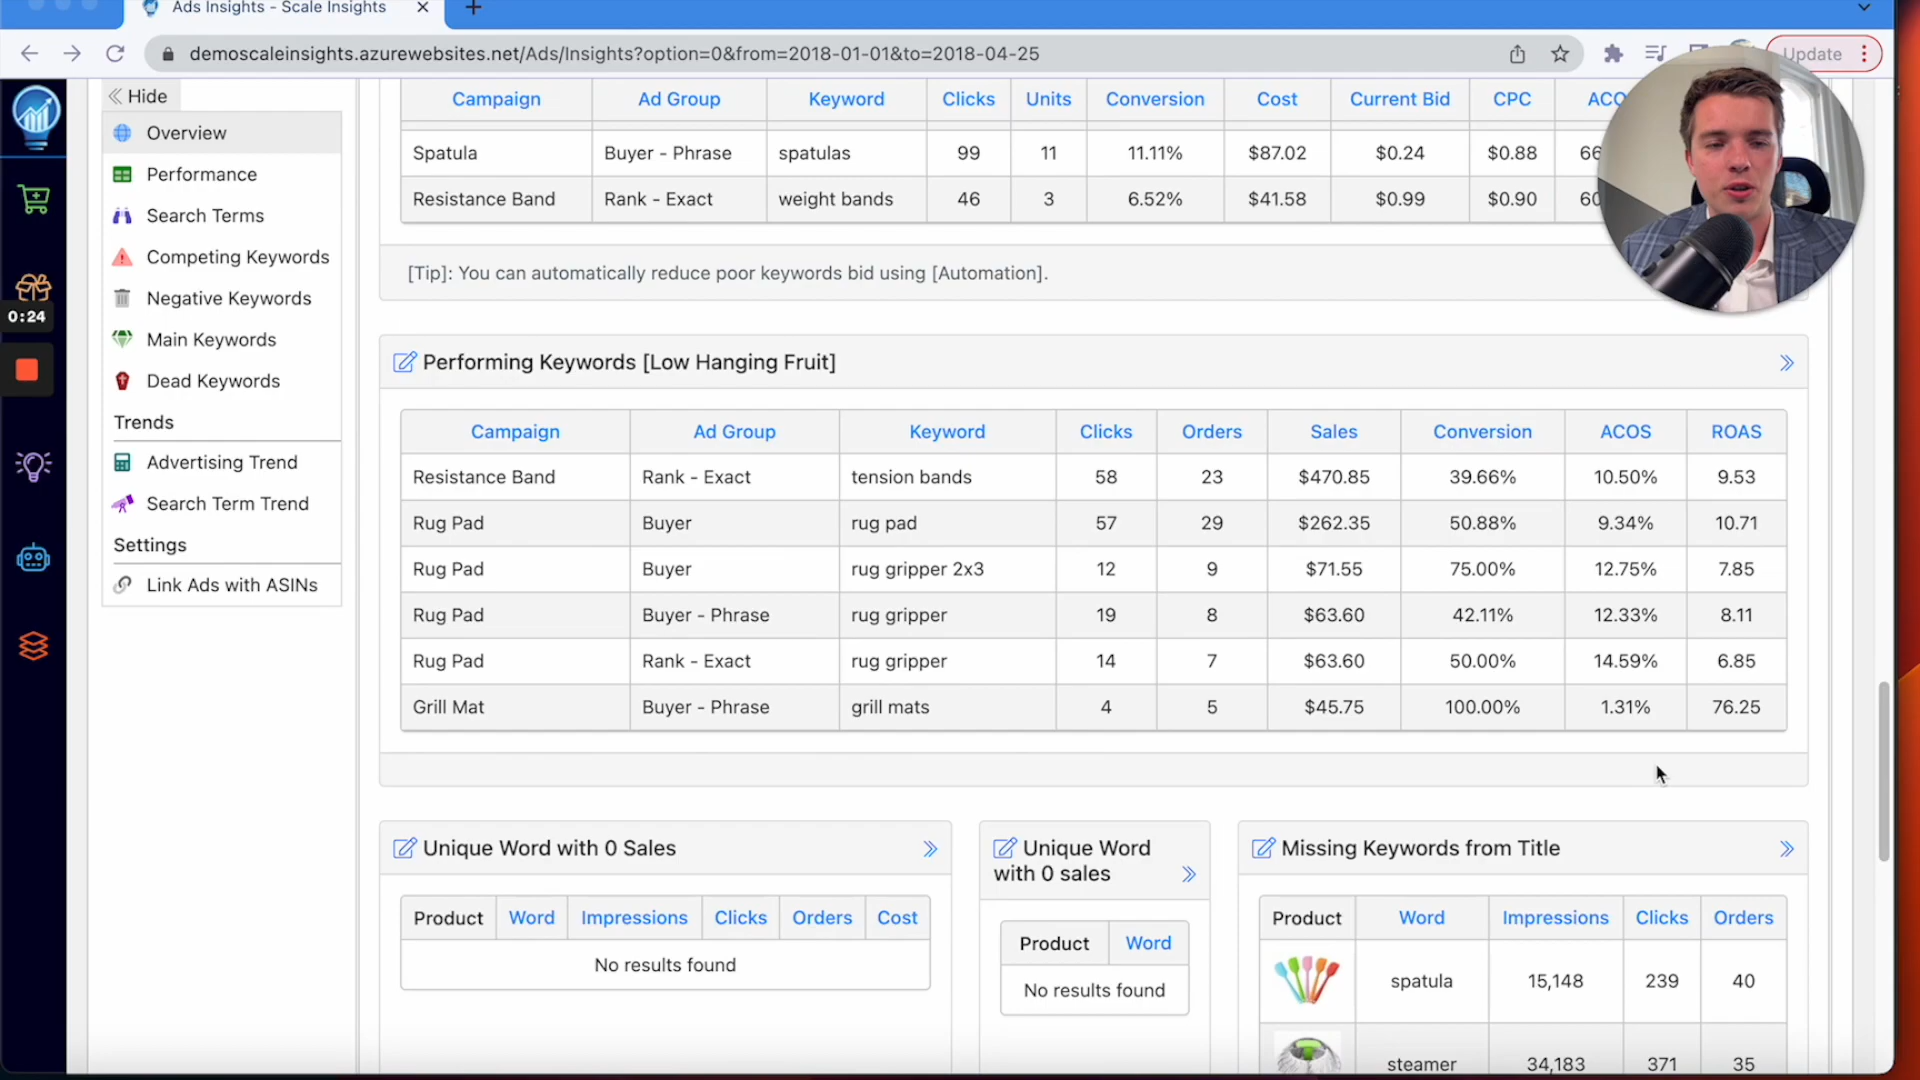 Ads Insights - Scale Insights
demoscaleinsights.azurewebsites.net/Ads/Insights?option=0&from=2018-01-01&to=2018-04-25
Update
Hide
Overview
Performance
Search Terms
Competing Keywords
Negative Keywords
0:24
Main Keywords
Dead Keywords
Trends
Advertising Trend
Search Term Trend
Settings
Link Ads with ASINs
Campaign Ad Group Keyword Clicks Units Conversion Cost Current Bid CPC
Spatula Buyer - Phrase spatulas 99 11 11.11% $87.02 $0.24 $0.88
Resistance Band Rank - Exact weight bands 46 3 6.52% $41.58 $0.99 $0.90
[Tip]: You can automatically reduce poor keywords bid using [Automation].
Performing Keywords [Low Hanging Fruit]
Campaign Ad Group Keyword Clicks Orders Sales Conversion ACOS ROAS
Resistance Band Rank - Exact tension bands 58 23 $470.85 39.66% 10.50% 9.53
Rug Pad Buyer rug pad 57 29 $262.35 50.88% 9.34% 10.71
Rug Pad Buyer rug gripper 2x3 12 9 $71.55 75.00% 12.75% 7.85
Rug Pad Buyer - Phrase rug gripper 19 8 $63.60 42.11% 12.33% 8.11
Rug Pad Rank - Exact rug gripper 14 7 $63.60 50.00% 14.59% 6.85
Grill Mat Buyer - Phrase grill mats 4 5 $45.75 100.00% 1.31% 76.25
Unique Word with 0 Sales
Product Word Impressions Clicks Orders Cost
No results found
Unique Word
with 0 sales
Product Word
No results found
Missing Keywords from Title
Product Word Impressions Clicks Orders
spatula 15,148 239 40
steamer 34,183 371 35